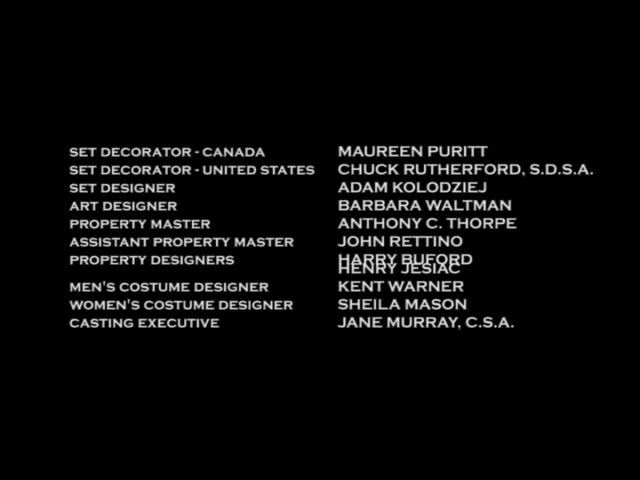 SET DECORATOR - CANADA MAUREEN PURITT
SET DECORATOR - UNITED STATES CHUCK RUTHERFORD, S.D.S.A.
SET DESIGNER ADAM KOLODZIEJ
ART DESIGNER BARBARA WALTMAN
PROPERTY MASTER ANTHONY C. THORPE
ASSISTANT PROPERTY MASTER JOHN RETTINO
PROPERTY DESIGNERS HARRY BUFORD
HENRY JESIAC
MEN'S COSTUME DESIGNER KENT WARNER
WOMEN'S COSTUME DESIGNER SHEILA MASON
CASTING EXECUTIVE JANE MURRAY, C.S.A.